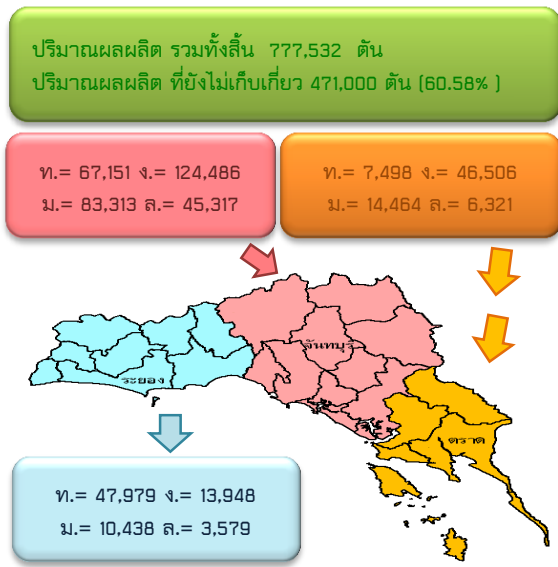 ปริมาณผลผลิต รวมทั้งสิ้น 777,532 ตัน
ปริมาณผลผลิต ที่ยังไม่เก็บเกี่ยว 471,000 ตัน (60.58% )
ท.= 67,151 ง.= 124,486
ม.= 83,313 ล.= 45,317
ท.= 7,498 ง.= 46,506
ม.= 14,464 ล.= 6,321
จันทบุรี
ระยอง
ตราด
ท.= 47,979 ง.= 13,948
ม.= 10,438 ล.= 3,579